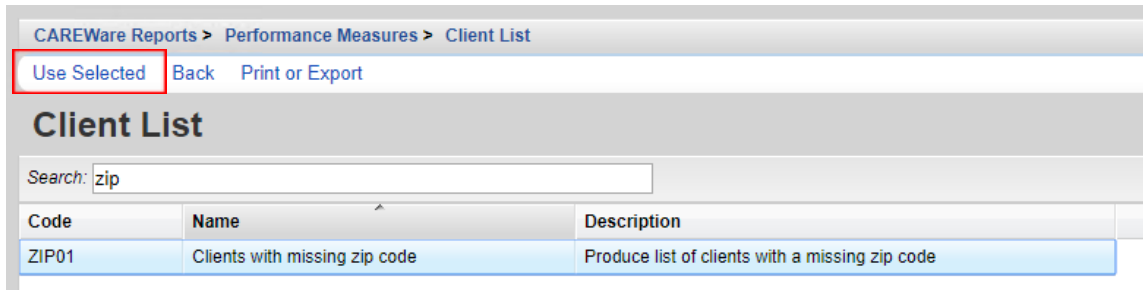 CAREWare Reports > Performance Measures > Client List
Use Selected Back Print or Export
Client List
Search: zip
Code Name Description
ZIP01 Clients with missing zip code Produce list of clients with a missing zip code